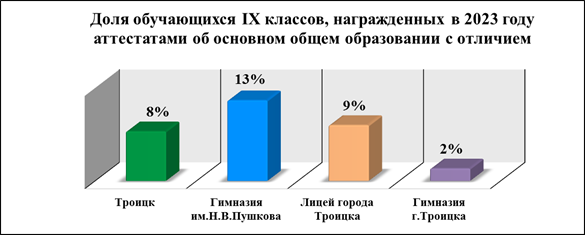 Доля обучающихся IX классов, награжденных в 2023 году
аттестатами об основном общем образовании с отличием
8%
13%
9%
2%
Троицк
Гимназия
им.Н.В.Пушкова
Лицей города
Троицка
Гимназия
г.Троицка